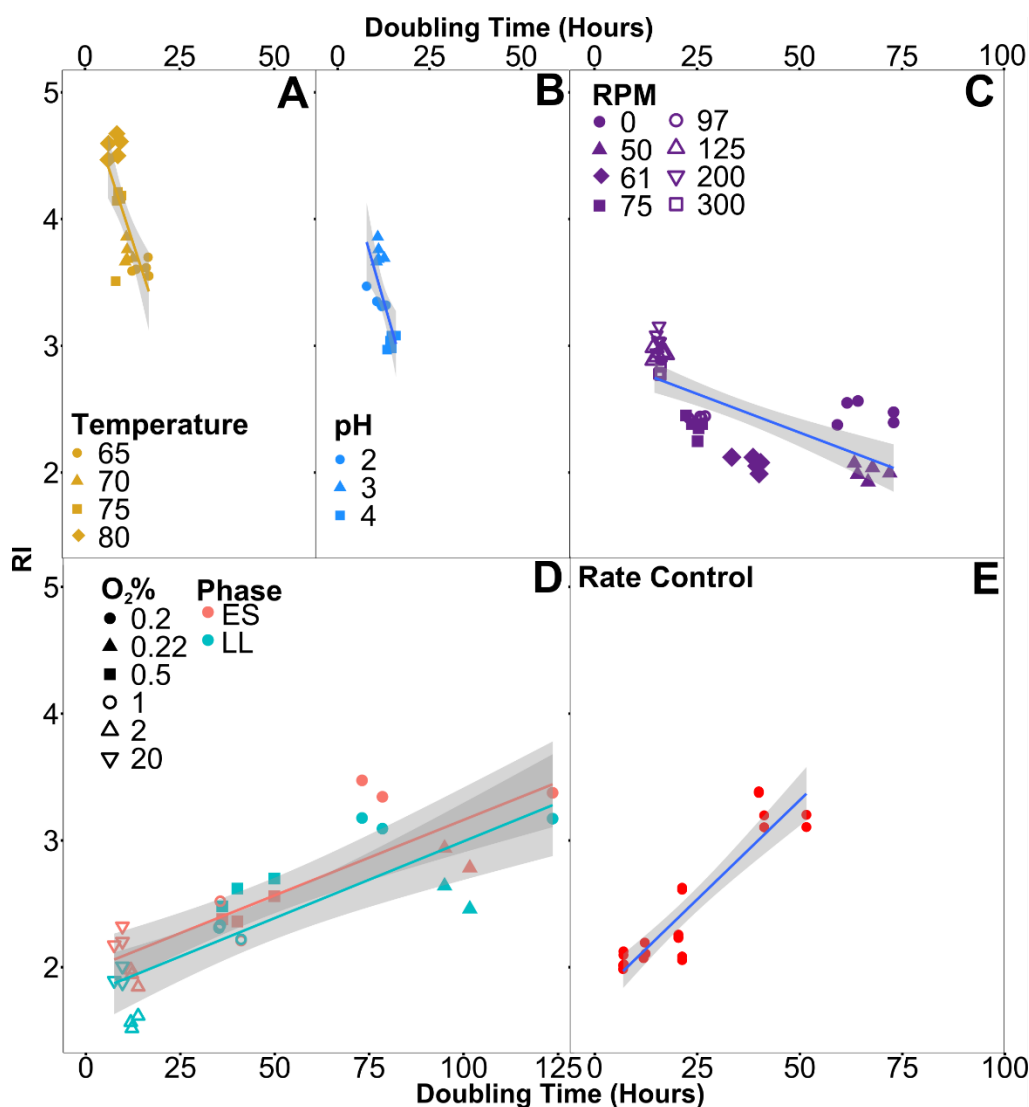 Doubling Time (Hours)
0 25 50 0 25 50 0 25 50 75 100
A B C
5
4
3
2
Temperature
65
70
75
80
pH
2
3
4
RPM
0 97
50 125
61 200
75 300
RI
D E
O₂% Phase
0.2 ES
0.22 LL
0.5
1
2
20
Rate Control
5
4
3
2
0 25 50 75 100 125 0 25 50 75 100
Doubling Time (Hours)